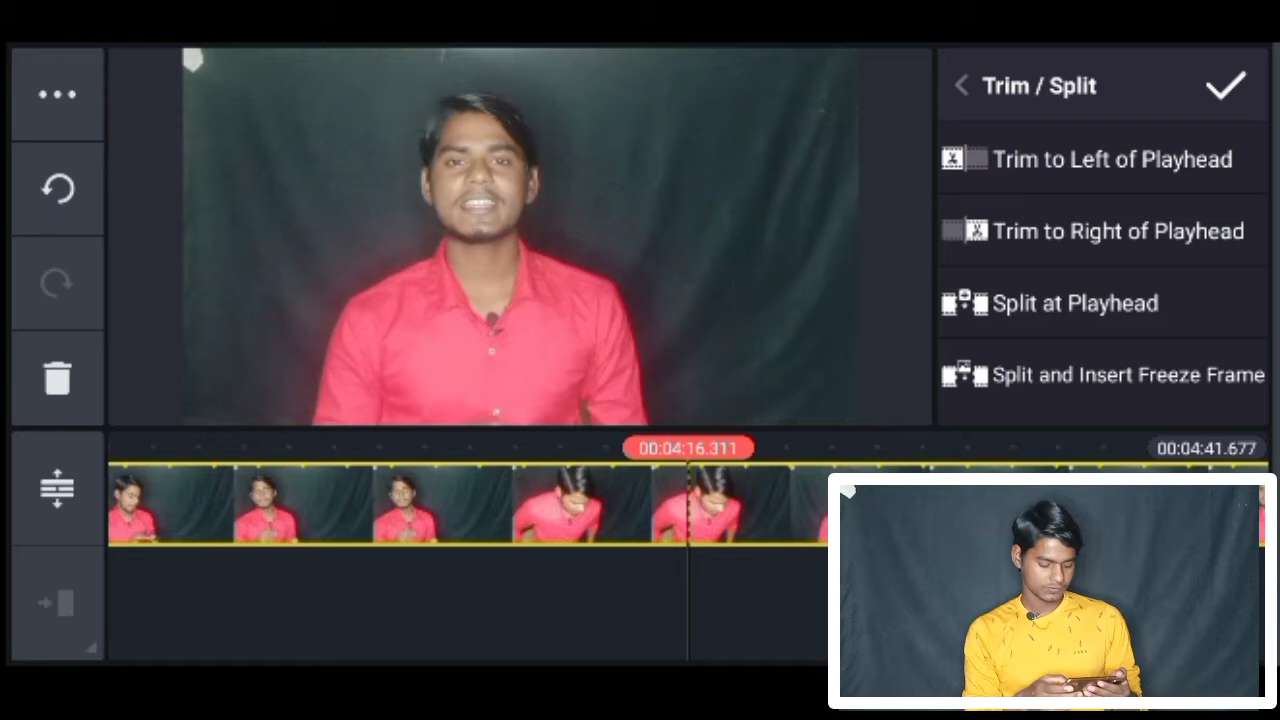 Trim / Split
Trim to Left of Playhead
Trim to Right of Playhead
Split at Playhead
Split and Insert Freeze Frame
00:04:16.311
00:04:41.677